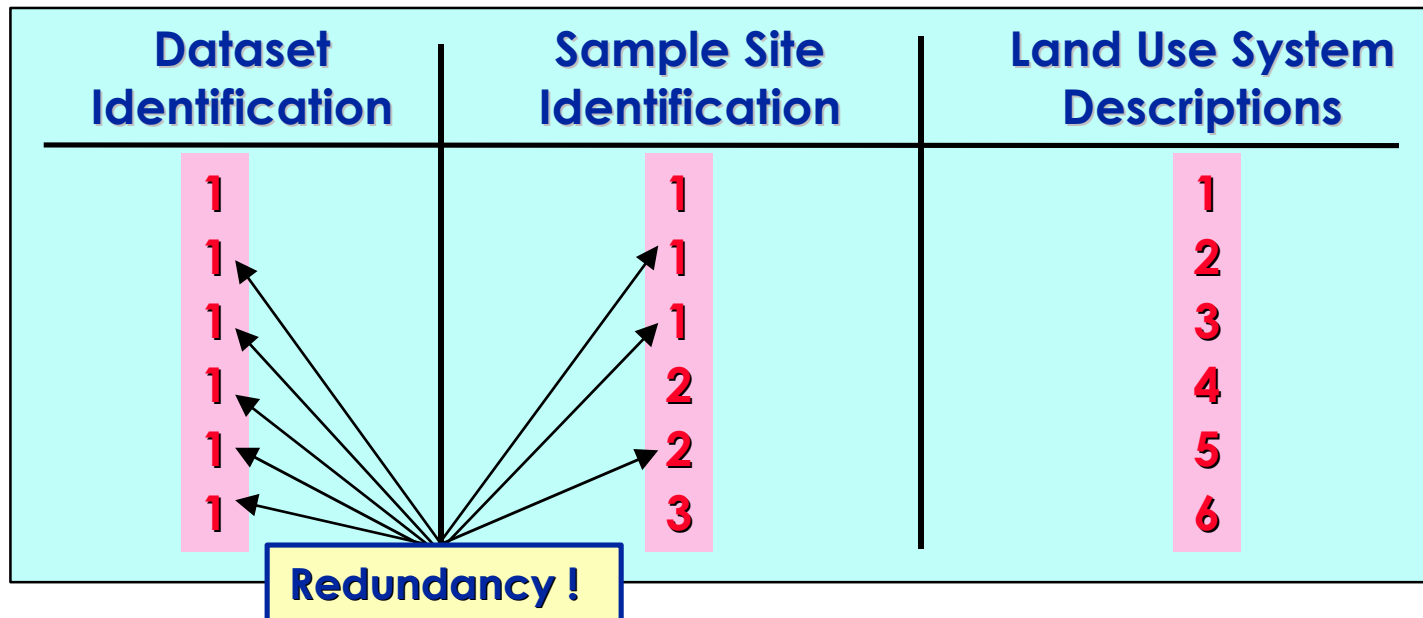 Dataset Identification
Sample Site Identification
Land Use System Descriptions
1 1 1
1 1 2
1 1 3
1 2 4
1 2 5
1 3 6
Redundancy !